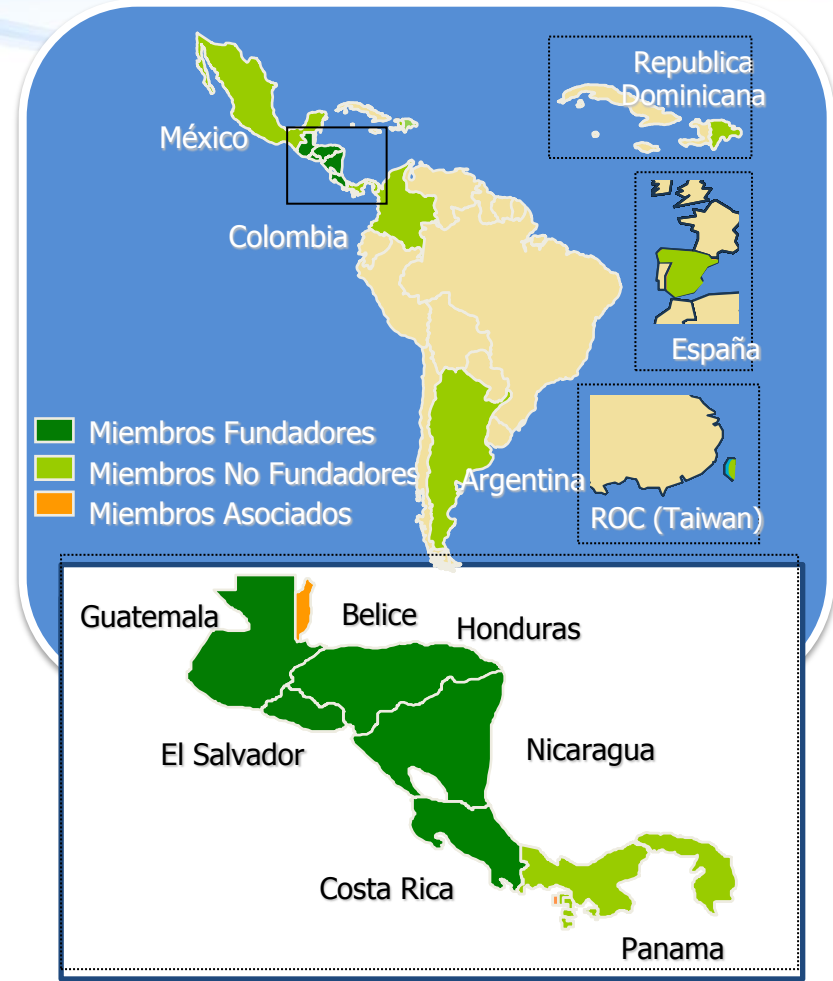 Republica
Dominicana
México
Colombia
España
Miembros Fundadores
Miembros No Fundadores
Argentina
Miembros Asociados
ROC (Taiwan)
Guatemala
Belice
Honduras
El Salvador
Nicaragua
Costa Rica
Panama